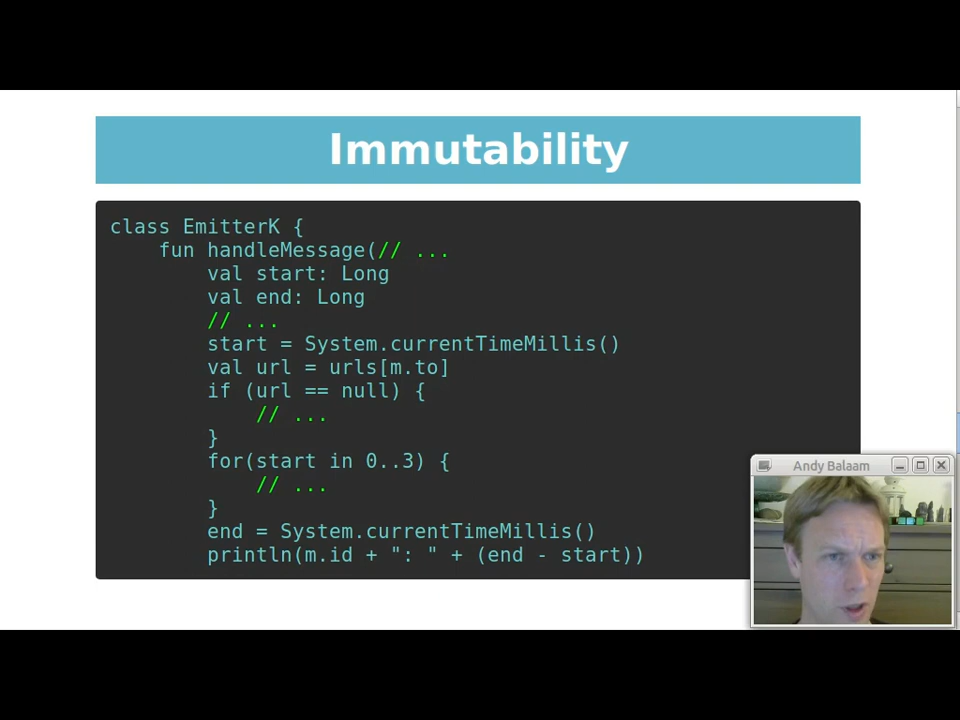 Immutability
class EmitterK {
    fun handleMessage(// ...
        val start: Long
        val end: Long
        // ...
        start = System.currentTimeMillis()
        val url = urls[m.to]
        if (url == null) {
            // ...
        }
        for(start in 0..3) {
            // ...
        }
        end = System.currentTimeMillis()
        println(m.id + ": " + (end - start))
Andy Balaam